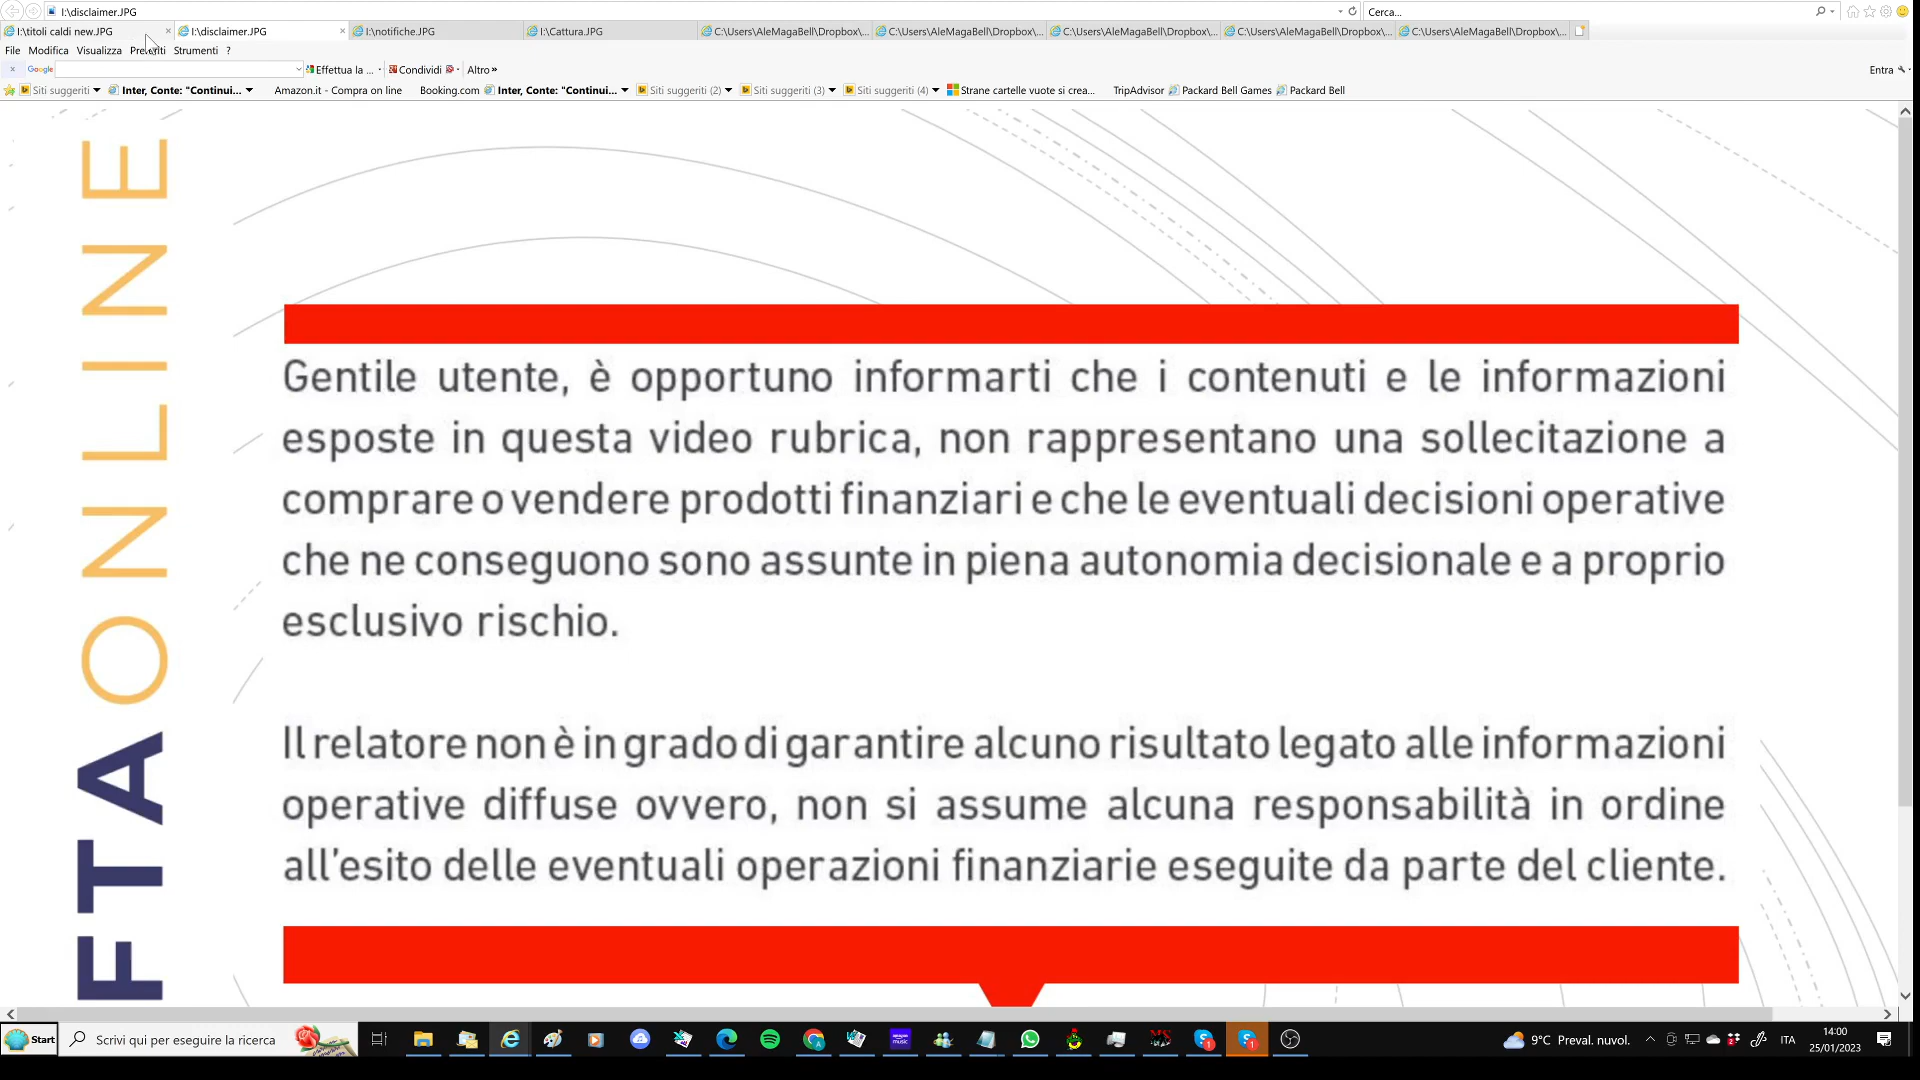 I:\disclaimer.JPG
Cerca...
I:\titoli caldi new.JPG
I:\disclaimer.JPG
I:\notifiche.JPG
I:\Cattura.JPG
C:\Users\AleMagaBell\Dropbox\...
C:\Users\AleMagaBell\Dropbox\...
C:\Users\AleMagaBell\Dropbox\...
C:\Users\AleMagaBell\Dropbox\...
C:\Users\AleMagaBell\Dropbox\...
File Modifica Visualizza Strumenti ?
Google Effettua la ... Condividi Altro »
Entra
Siti suggeriti Inter, Conte: "Continui... Amazon.it - Compra on line Booking.com Inter, Conte: "Continui... Siti suggeriti (2) Siti suggeriti (3) Siti suggeriti (4) Strane cartelle vuote si crea... TripAdvisor Packard Bell Games Packard Bell
FTAONLINE
Gentile utente, è opportuno informarti che i contenuti e le informazioni
esposte in questa video rubrica, non rappresentano una sollecitazione a
comprare o vendere prodotti finanziari e che le eventuali decisioni operative
che ne conseguono sono assunte in piena autonomia decisionale e a proprio
esclusivo rischio.
Il relatore non è in grado di garantire alcuno risultato legato alle informazioni
operative diffuse ovvero, non si assume alcuna responsabilità in ordine
all'esito delle eventuali operazioni finanziarie eseguite da parte del cliente.
Start
Scrivi qui per eseguire la ricerca
9°C Preval. nuvol.
ITA
14:00
25/01/2023